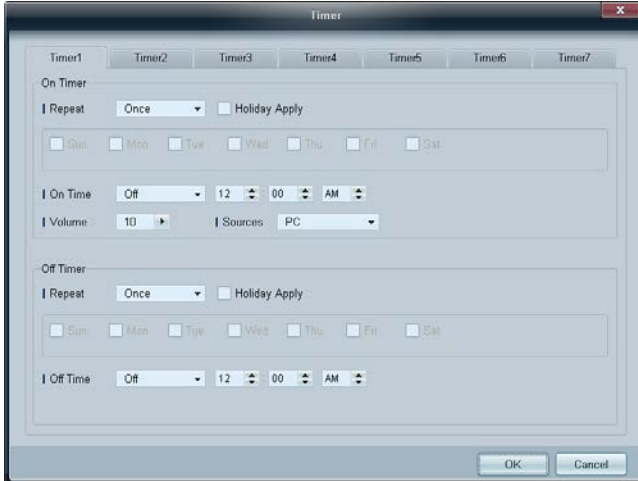 Timer
x
Timer1 Timer2 Timer3 Timer4 Timer5 Timer6 Timer7
On Timer
Repeat Once Holiday Apply
Sun Mon Tue Wed Thu Fri Sat
On Time Off 12 : 00 AM
Volume 10 Sources PC
Off Timer
Repeat Once Holiday Apply
Sun Mon Tue Wed Thu Fri Sat
Off Time Off 12 : 00 AM
OK Cancel